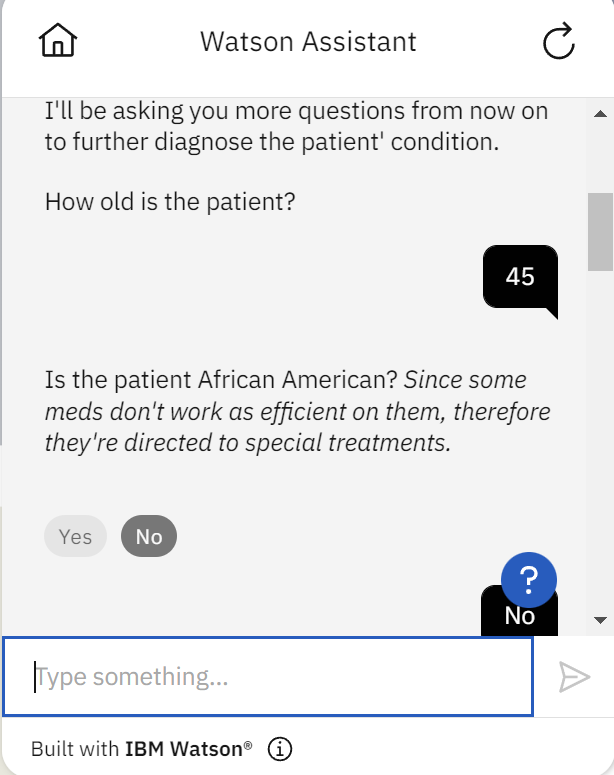 Watson Assistant
I'll be asking you more questions from now on
to further diagnose the patient' condition.
How old is the patient?
45
Is the patient African American? Since some
meds don't work as efficient on them, therefore
they're directed to special treatments.
Yes No
?
No
Type something...
Built with IBM Watson®